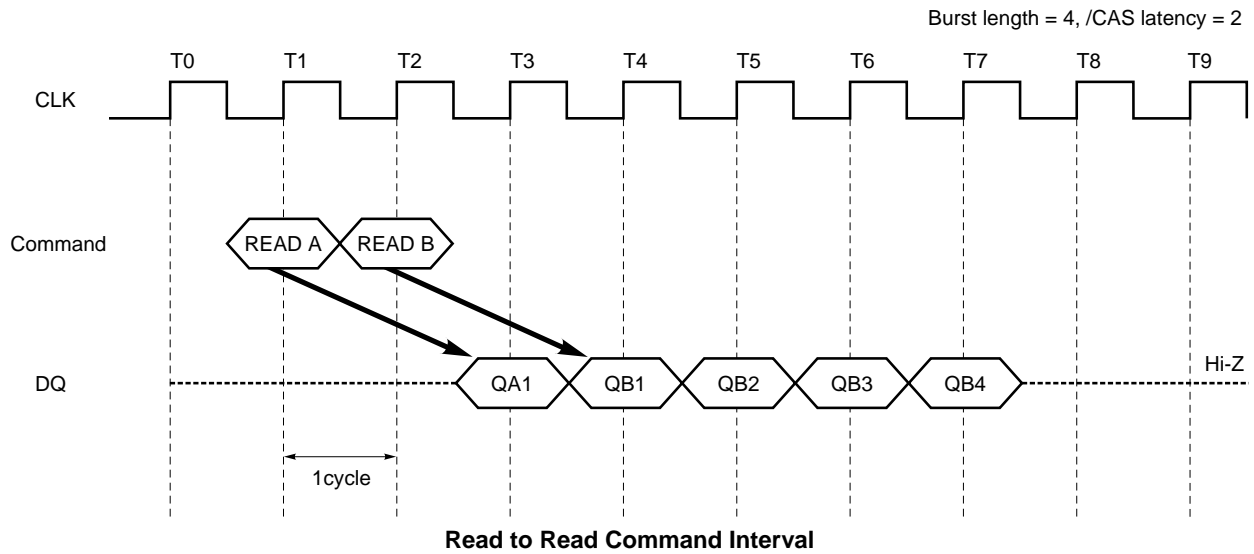 Burst length = 4, /CAS latency = 2
T0 T1 T2 T3 T4 T5 T6 T7 T8 T9
CLK
Command READ A READ B
DQ QA1 QB1 QB2 QB3 QB4 Hi-Z
1cycle
Read to Read Command Interval